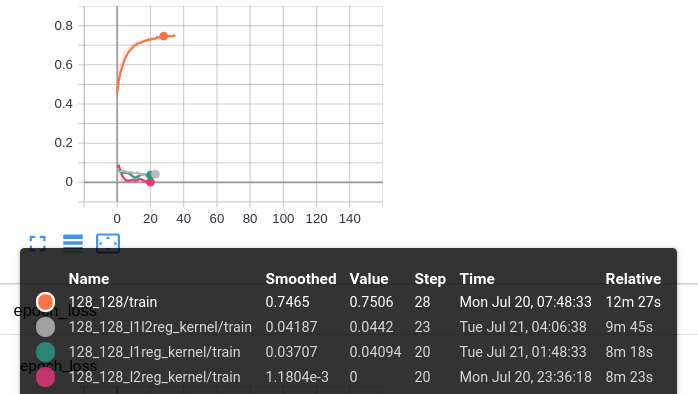 0.8
0.6
0.4
0.2
0
0 20 40 60 80 100 120 140
Name Smoothed Value Step Time Relative
128_128/train 0.7465 0.7506 28 Mon Jul 20, 07:48:33 12m 27s
epoch_loss
128_128_l1l2reg_kernel/train 0.04187 0.0442 23 Tue Jul 21, 04:06:38 9m 45s
128_128_l1reg_kernel/train 0.03707 0.04094 20 Tue Jul 21, 01:48:33 8m 18s
epoch_loss
128_128_l2reg_kernel/train 1.1804e-3 0 20 Mon Jul 20, 23:36:18 8m 23s